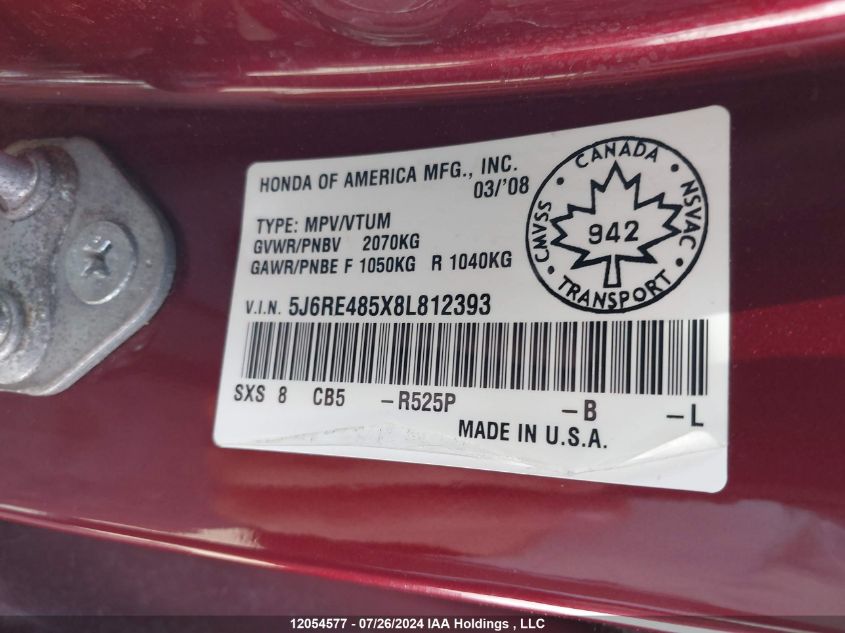 HONDA OF AMERICA MFG., INC.
03/'08
TYPE: MPV/VTUM
GVWR/PNBV 2070KG
GAWR/PNBE F 1050KG R 1040KG
V.I.N. 5J6RE485X8L812393
SXS 8 CB5 -R525P -B -L
MADE IN U.S.A.
CANADA
CMVSS
942
NSVAC
TRANSPORT
12054577 - 07/26/2024 IAA Holdings , LLC